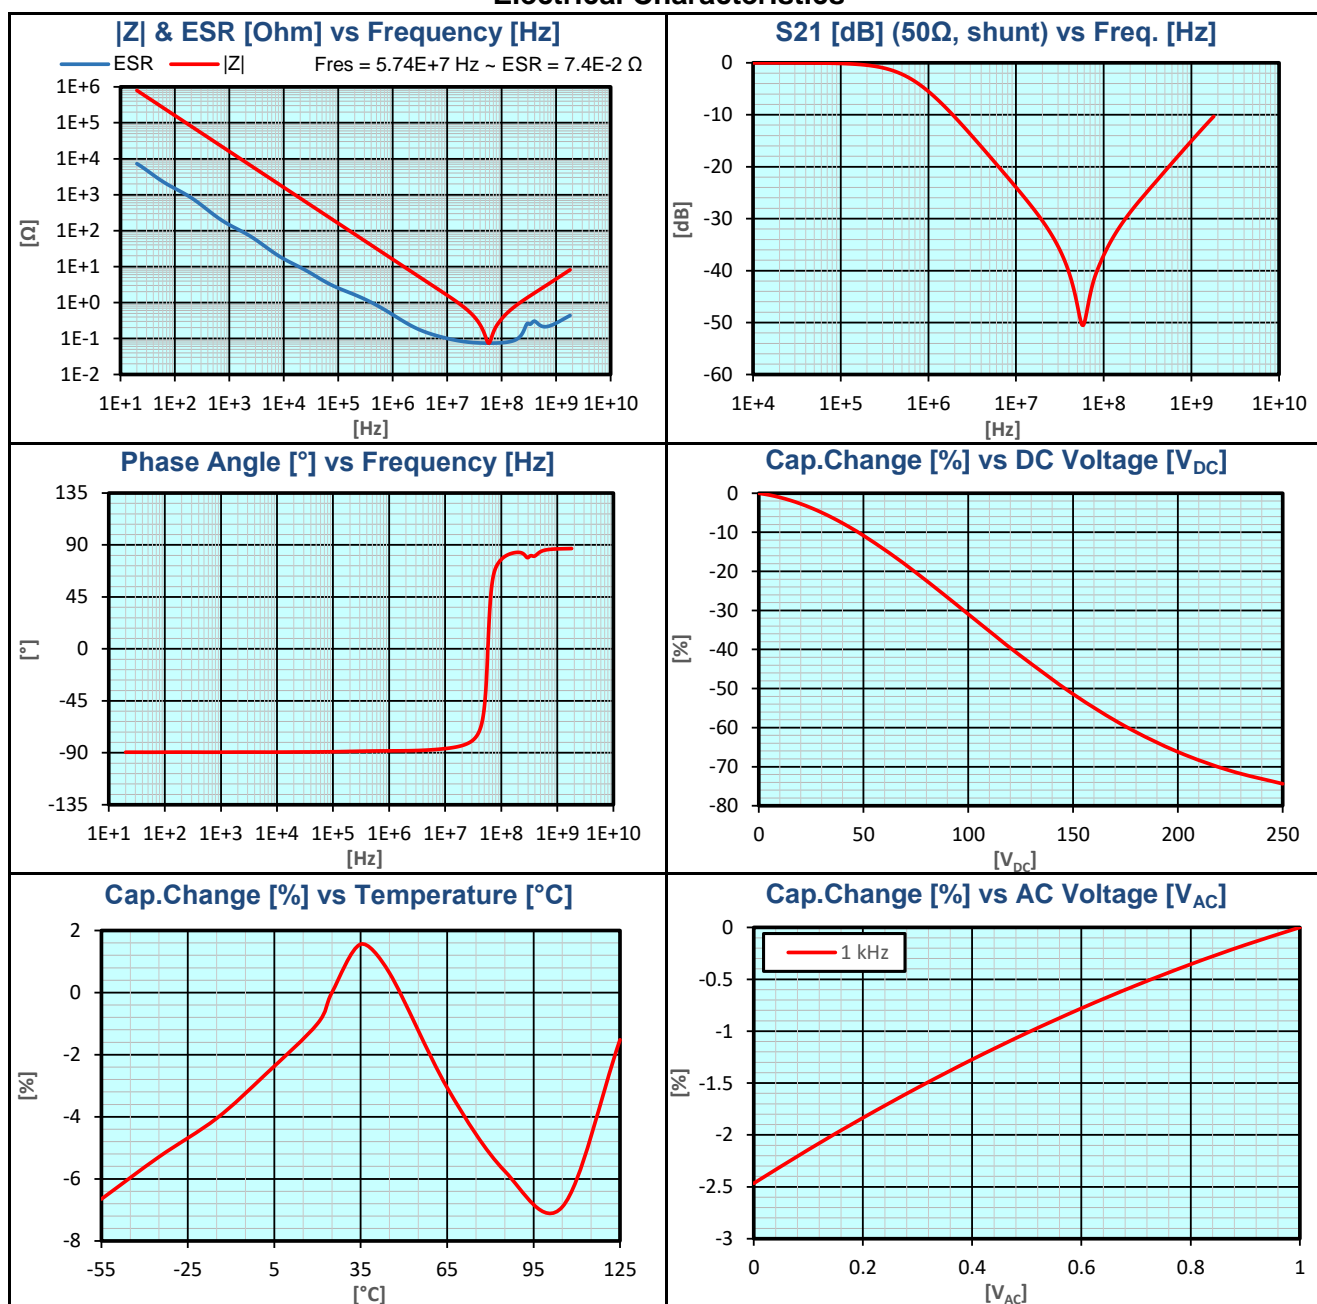 Electrical Characteristics
|Z| & ESR [Ohm] vs Frequency [Hz]
ESR |Z| Fres = 5.74E+7 Hz ~ ESR = 7.4E-2 Ω
1E+6
1E+5
1E+4
1E+3
1E+2
1E+1
1E+0
1E-1
1E-2
[Ω]
1E+1 1E+2 1E+3 1E+4 1E+5 1E+6 1E+7 1E+8 1E+9 1E+10
[Hz]
S21 [dB] (50Ω, shunt) vs Freq. [Hz]
0
-10
-20
-30
-40
-50
-60
[dB]
1E+4 1E+5 1E+6 1E+7 1E+8 1E+9 1E+10
[Hz]
Phase Angle [°] vs Frequency [Hz]
135
90
45
0
-45
-90
-135
[°]
1E+1 1E+2 1E+3 1E+4 1E+5 1E+6 1E+7 1E+8 1E+9 1E+10
[Hz]
Cap.Change [%] vs DC Voltage [VDC]
0
-10
-20
-30
-40
-50
-60
-70
-80
[%]
0 50 100 150 200 250
[VDC]
Cap.Change [%] vs Temperature [°C]
2
0
-2
-4
-6
-8
[%]
-55 -25 5 35 65 95 125
[°C]
Cap.Change [%] vs AC Voltage [VAC]
1 kHz
0
-0.5
-1
-1.5
-2
-2.5
-3
[%]
0 0.2 0.4 0.6 0.8 1
[VAC]